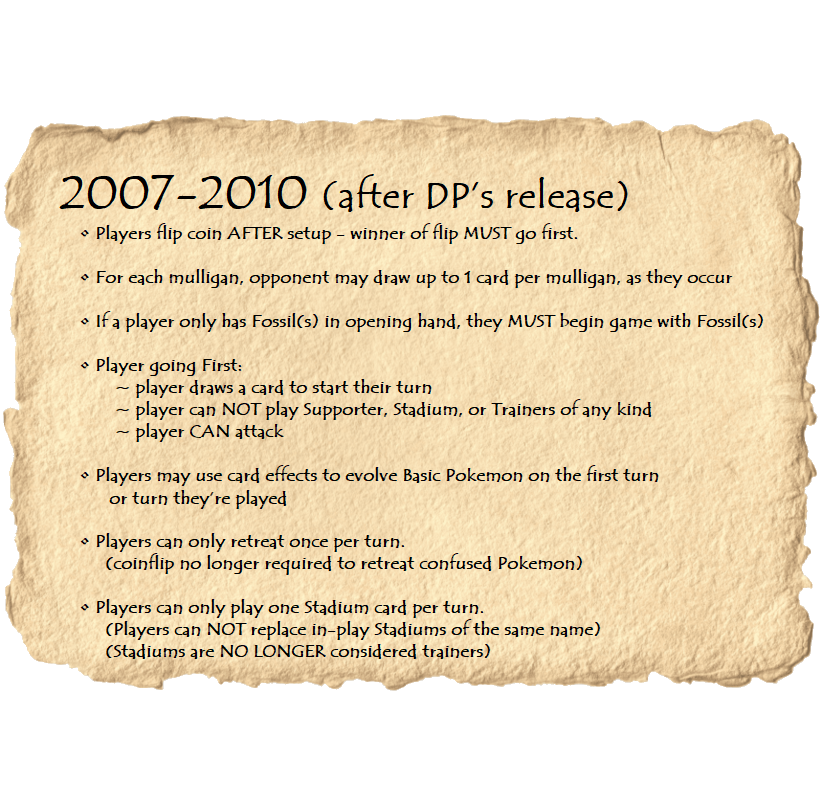 2007-2010 (after DP's release)
⋄ Players flip coin AFTER setup - winner of flip MUST go first.
⋄ For each mulligan, opponent may draw up to 1 card per mulligan, as they occur
⋄ If a player only has Fossil(s) in opening hand, they MUST begin game with Fossil(s)
⋄ Player going First:
~ player draws a card to start their turn
~ player can NOT play Supporter, Stadium, or Trainers of any kind
~ player CAN attack
⋄ Players may use card effects to evolve Basic Pokemon on the first turn
or turn they're played
⋄ Players can only retreat once per turn.
(coinflip no longer required to retreat confused Pokemon)
⋄ Players can only play one Stadium card per turn.
(Players can NOT replace in-play Stadiums of the same name)
(Stadiums are NO LONGER considered trainers)